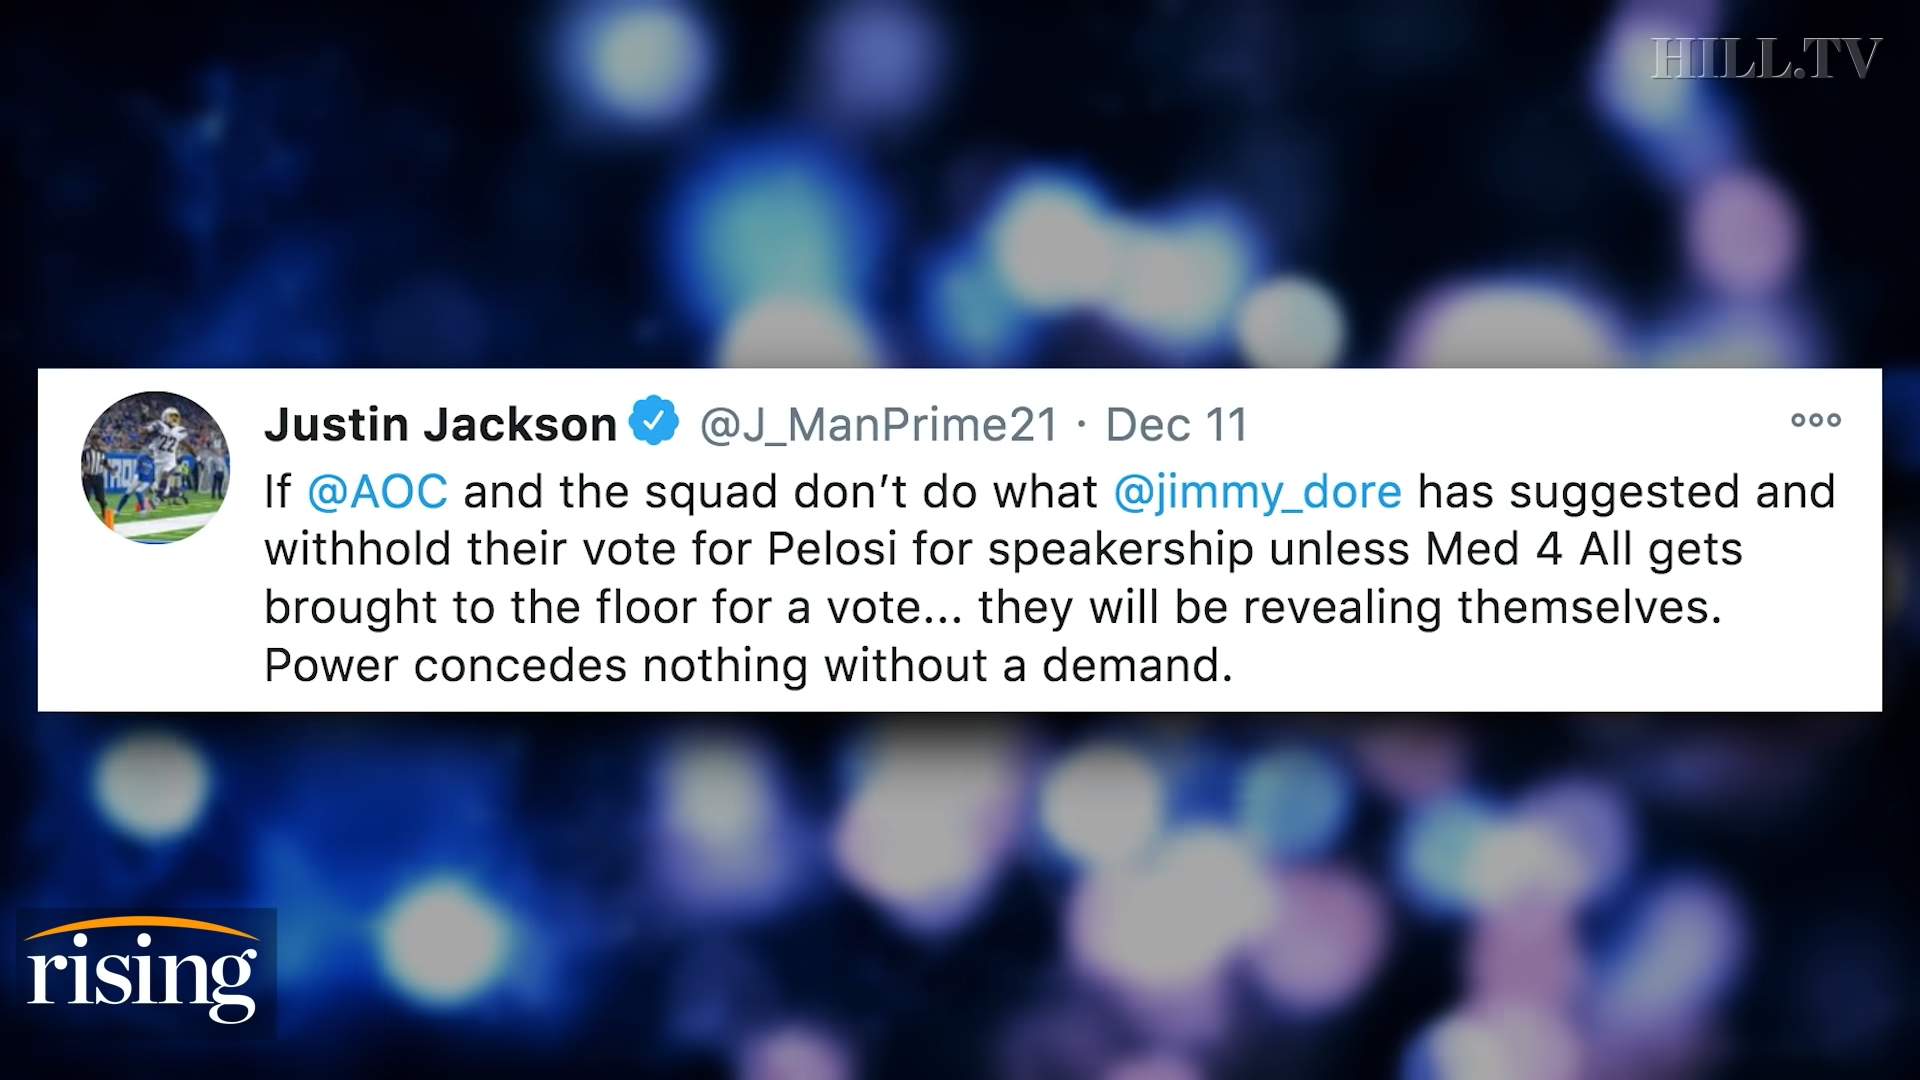 HILL.TV
Justin Jackson @J_ManPrime21 · Dec 11
If @AOC and the squad don’t do what @jimmy_dore has suggested and
withhold their vote for Pelosi for speakership unless Med 4 All gets
brought to the floor for a vote... they will be revealing themselves.
Power concedes nothing without a demand.
rising